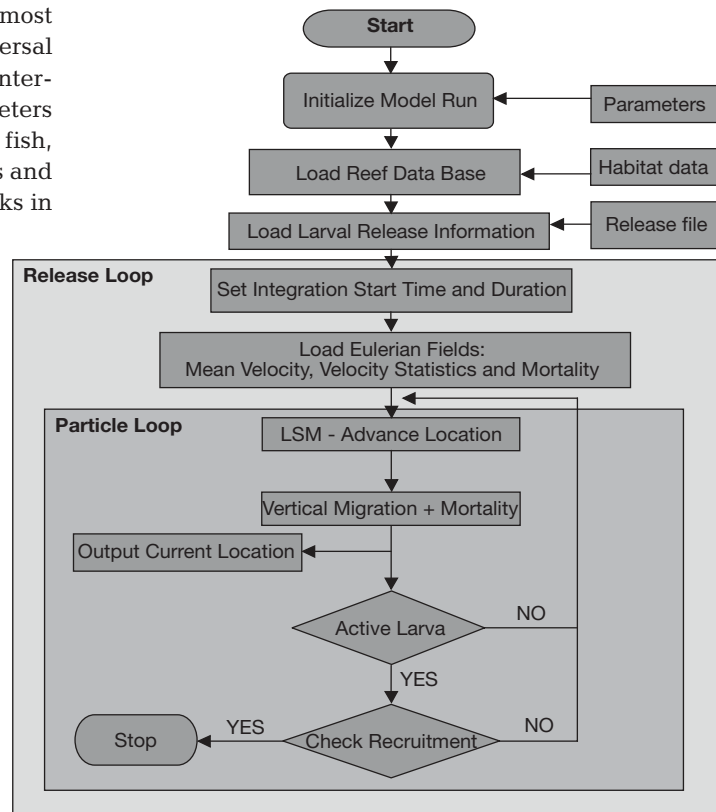 most
ersal
nter-
eters
fish,
s and
ks in
Start
Initialize Model Run
Parameters
Load Reef Data Base
Habitat data
Load Larval Release Information
Release file
Release Loop
Set Integration Start Time and Duration
Load Eulerian Fields:
Mean Velocity, Velocity Statistics and Mortality
Particle Loop
LSM - Advance Location
Vertical Migration + Mortality
Output Current Location
Active Larva
NO
YES
Stop
YES
Check Recruitment
NO